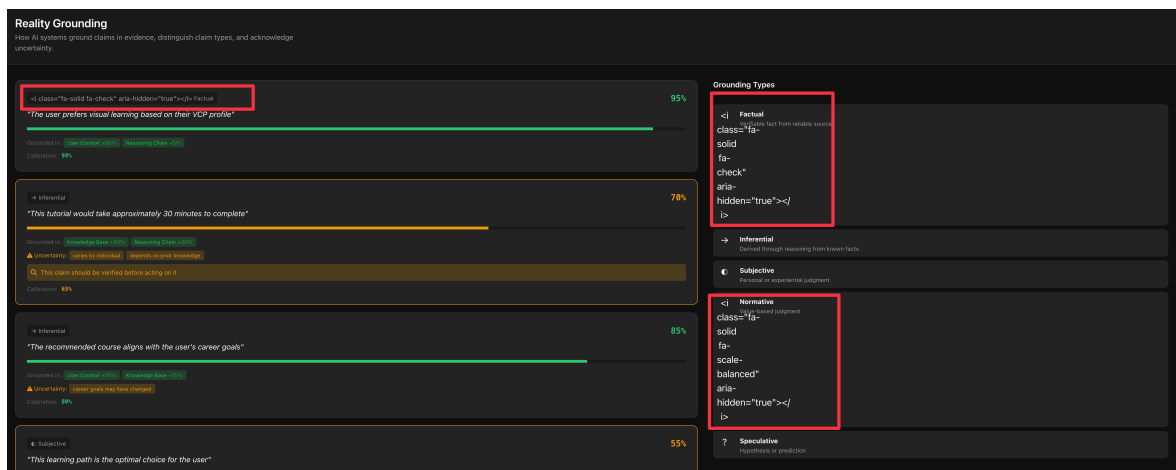 Reality Grounding
How AI systems ground claims in evidence, distinguish claim types, and acknowledge
uncertainty.
<i class="fa-solid fa-check" aria-hidden="true"></i> Factual
95%
"The user prefers visual learning based on their VCP profile"
Grounded in: User Context +90% Reasoning Chain +5%
Calibration: 98%
→ Inferential
70%
"This tutorial would take approximately 30 minutes to complete"
Grounded in: Knowledge Base
Reasoning Chain
Uncertainty: varies by individual depends on prior knowledge
This claim should be verified before acting on it
Calibration: 65%
→ Inferential
85%
"The recommended course aligns with the user's career goals"
Grounded in: User Context +70% Knowledge Base
Uncertainty: career goals may have changed
Calibration: 80%
Subjective
55%
"This learning path is the optimal choice for the user"
Grounding Types
<i
class="fa-
solid
fa-
check"
aria-
hidden="true"></
i>
Factual
Verifiable fact from reliable source
→ Inferential
Derived through reasoning from known facts
Subjective
Personal or experiential judgment
<i
class="fa-
solid
fa-
scale-
balanced"
aria-
hidden="true"></
i>
Normative
Value-based judgment
? Speculative
Hypothesis or prediction